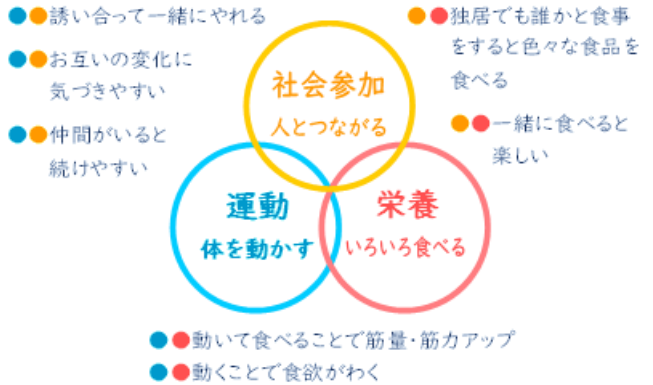 誘い合って一緒にやれる
お互いの変化に
気づきやすい
仲間がいると
続けやすい
独居でも誰かと食事
をすると色々な食品を
食べる
一緒に食べると
楽しい
社会参加
人とつながる
運動
体を動かす
栄養
いろいろ食べる
動いて食べることで筋量・筋力アップ
動くことで食欲がわく